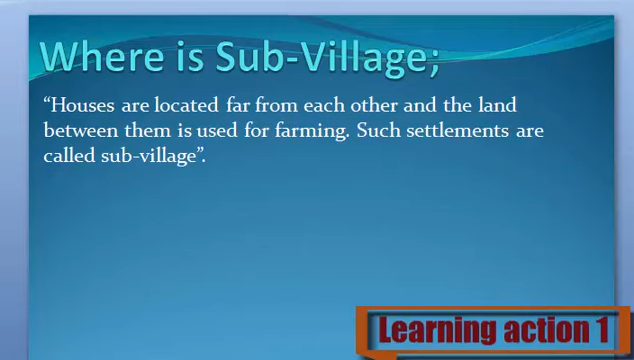 Where is Sub-Village;
“Houses are located far from each other and the land
between them is used for farming. Such settlements are
called sub-village”.
Learning action 1